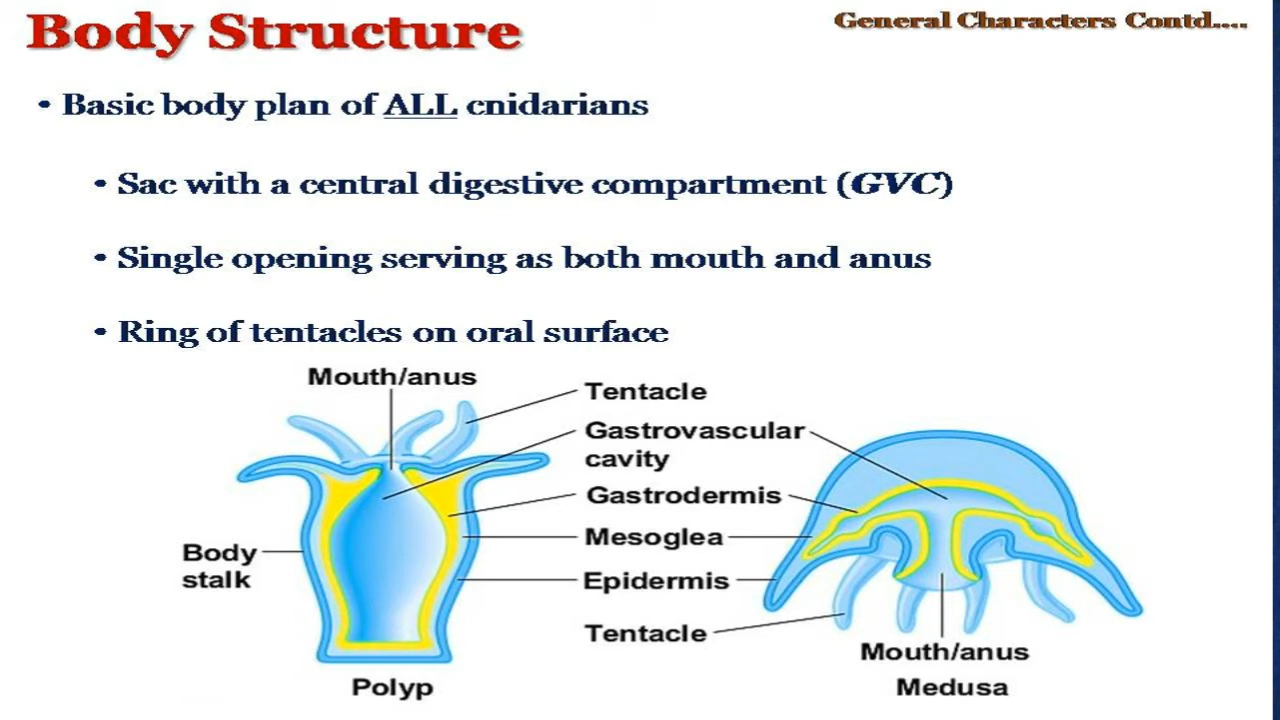 Body Structure
General Characters Contd....
• Basic body plan of ALL cnidarians
• Sac with a central digestive compartment (GVC)
• Single opening serving as both mouth and anus
• Ring of tentacles on oral surface
Mouth/anus
Tentacle
Gastrovascular
cavity
Gastrodermis
Mesoglea
Body
stalk
Epidermis
Tentacle
Mouth/anus
Polyp
Medusa